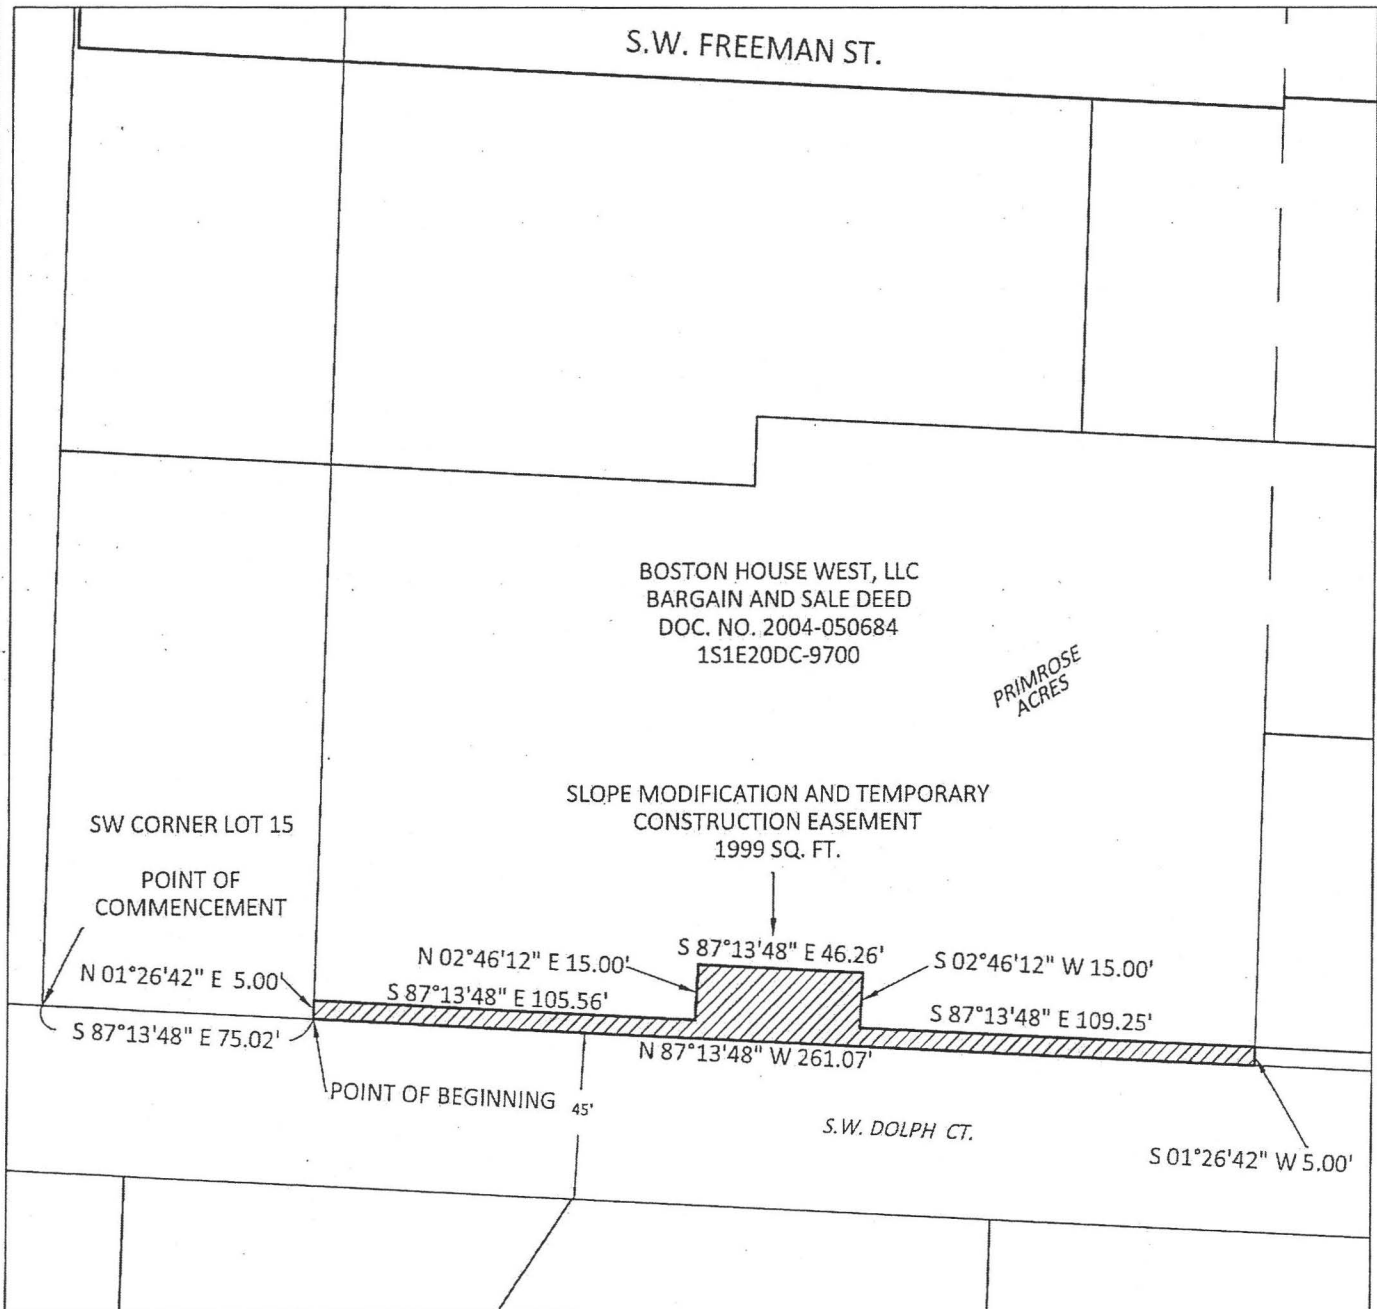 S.W. FREEMAN ST.
BOSTON HOUSE WEST, LLC
BARGAIN AND SALE DEED
DOC. NO. 2004-050684
1S1E20DC-9700
PRIMROSE
ACRES
SLOPE MODIFICATION AND TEMPORARY
CONSTRUCTION EASEMENT
1999 SQ. FT.
SW CORNER LOT 15
POINT OF
COMMENCEMENT
N 01°26'42" E 5.00'
S 87°13'48" E 75.02'
N 02°46'12" E 15.00'
S 87°13'48" E 105.56'
S 87°13'48" E 46.26'
S 02°46'12" W 15.00'
S 87°13'48" E 109.25'
N 87°13'48" W 261.07'
POINT OF BEGINNING
45'
S.W. DOLPH CT.
S 01°26'42" W 5.00'